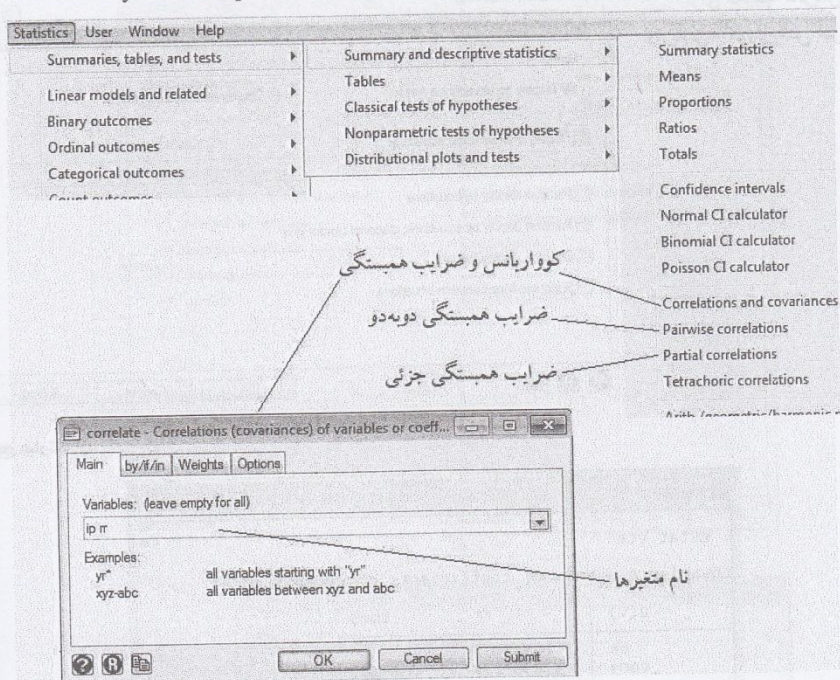 Statistics User Window Help
Summaries, tables, and tests
Linear models and related
Binary outcomes
Ordinal outcomes
Categorical outcomes
Count outcomes
Summary and descriptive statistics
Tables
Classical tests of hypotheses
Nonparametric tests of hypotheses
Distributional plots and tests
Summary statistics
Means
Proportions
Ratios
Totals
Confidence intervals
Normal CI calculator
Binomial CI calculator
Poisson CI calculator
Correlations and covariances
Pairwise correlations
Partial correlations
Tetrachoric correlations
کوواریانس و ضرایب همبستگی
ضرایب همبستگی دوبه‌دو
ضرایب همبستگی جزئی
correlate - Correlations (covariances) of variables or coeff...
Main by/if/in Weights Options
Variables: (leave empty for all)
ip rr
Examples:
yr* all variables starting with "yr"
xyz-abc all variables between xyz and abc
نام متغیرها
OK Cancel Submit